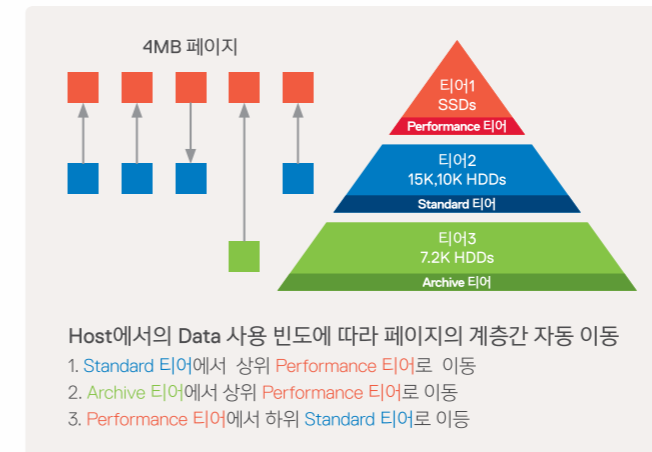 4MB 페이지
티어1
SSDs
Performance 티어
티어2
15K,10K HDDs
Standard 티어
티어3
7.2K HDDs
Archive 티어
Host에서의 Data 사용 빈도에 따라 페이지의 계층간 자동 이동
1. Standard 티어에서 상위 Performance 티어로 이동
2. Archive 티어에서 상위 Performance 티어로 이동
3. Performance 티어에서 하위 Standard 티어로 이등